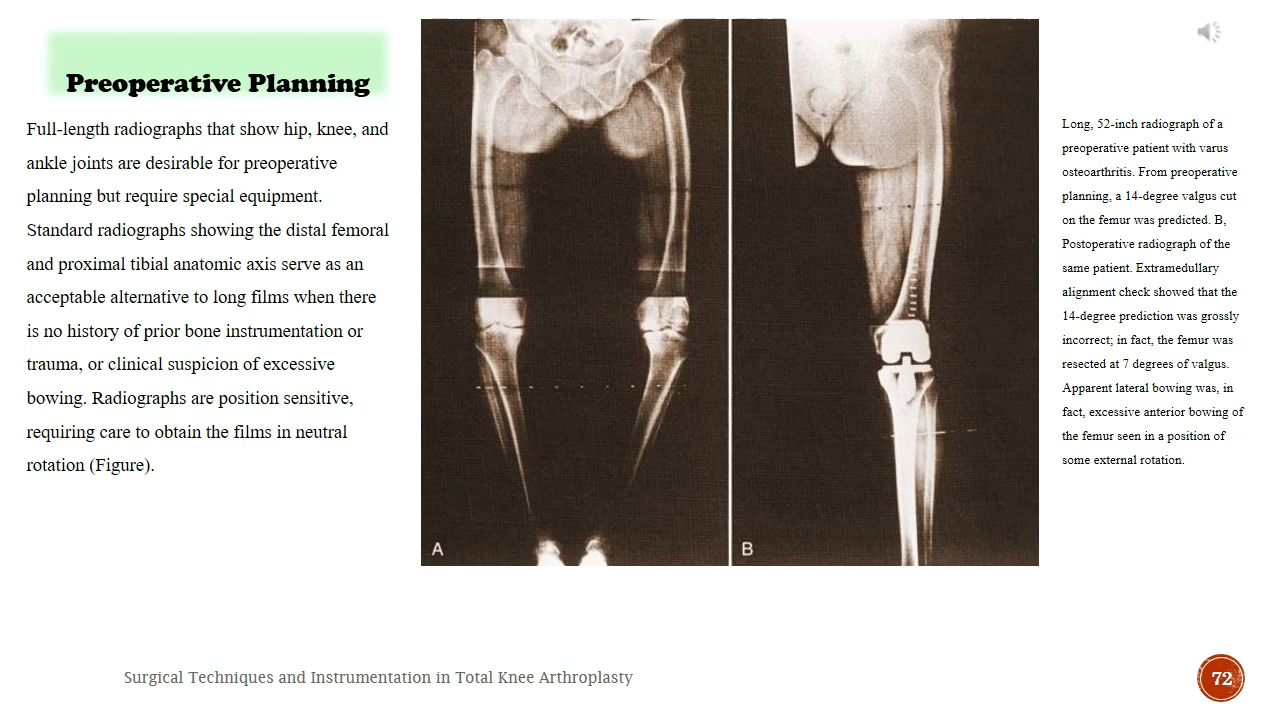 Preoperative Planning
Full-length radiographs that show hip, knee, and
ankle joints are desirable for preoperative
planning but require special equipment.
Standard radiographs showing the distal femoral
and proximal tibial anatomic axis serve as an
acceptable alternative to long films when there
is no history of prior bone instrumentation or
trauma, or clinical suspicion of excessive
bowing. Radiographs are position sensitive,
requiring care to obtain the films in neutral
rotation (Figure).
A
B
Long, 52-inch radiograph of a
preoperative patient with varus
osteoarthritis. From preoperative
planning, a 14-degree valgus cut
on the femur was predicted. B,
Postoperative radiograph of the
same patient. Extramedullary
alignment check showed that the
14-degree prediction was grossly
incorrect; in fact, the femur was
resected at 7 degrees of valgus.
Apparent lateral bowing was, in
fact, excessive anterior bowing of
the femur seen in a position of
some external rotation.
Surgical Techniques and Instrumentation in Total Knee Arthroplasty
72